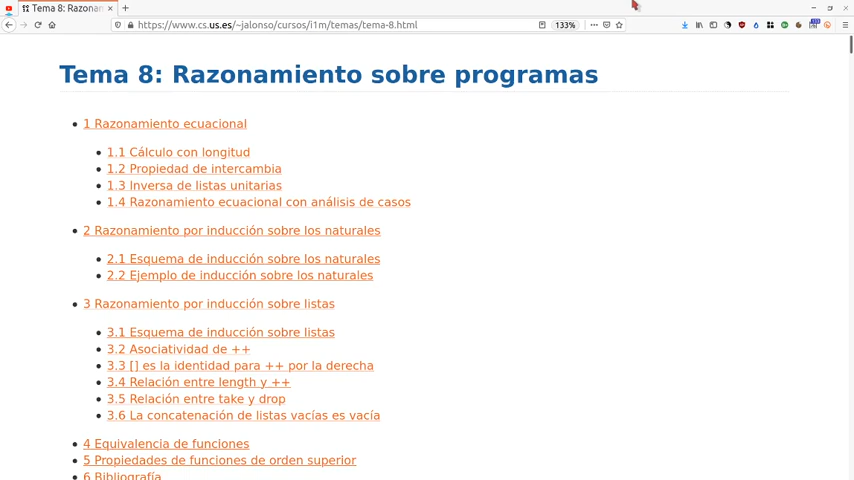 Tema 8: Razonam
https://www.cs.us.es/~jalonso/cursos/i1m/temas/tema-8.html
133%
Tema 8: Razonamiento sobre programas
1 Razonamiento ecuacional
1.1 Cálculo con longitud
1.2 Propiedad de intercambia
1.3 Inversa de listas unitarias
1.4 Razonamiento ecuacional con análisis de casos
2 Razonamiento por inducción sobre los naturales
2.1 Esquema de inducción sobre los naturales
2.2 Ejemplo de inducción sobre los naturales
3 Razonamiento por inducción sobre listas
3.1 Esquema de inducción sobre listas
3.2 Asociatividad de ++
3.3 [] es la identidad para ++ por la derecha
3.4 Relación entre length y ++
3.5 Relación entre take y drop
3.6 La concatenación de listas vacías es vacía
4 Equivalencia de funciones
5 Propiedades de funciones de orden superior
6 Bibliografía